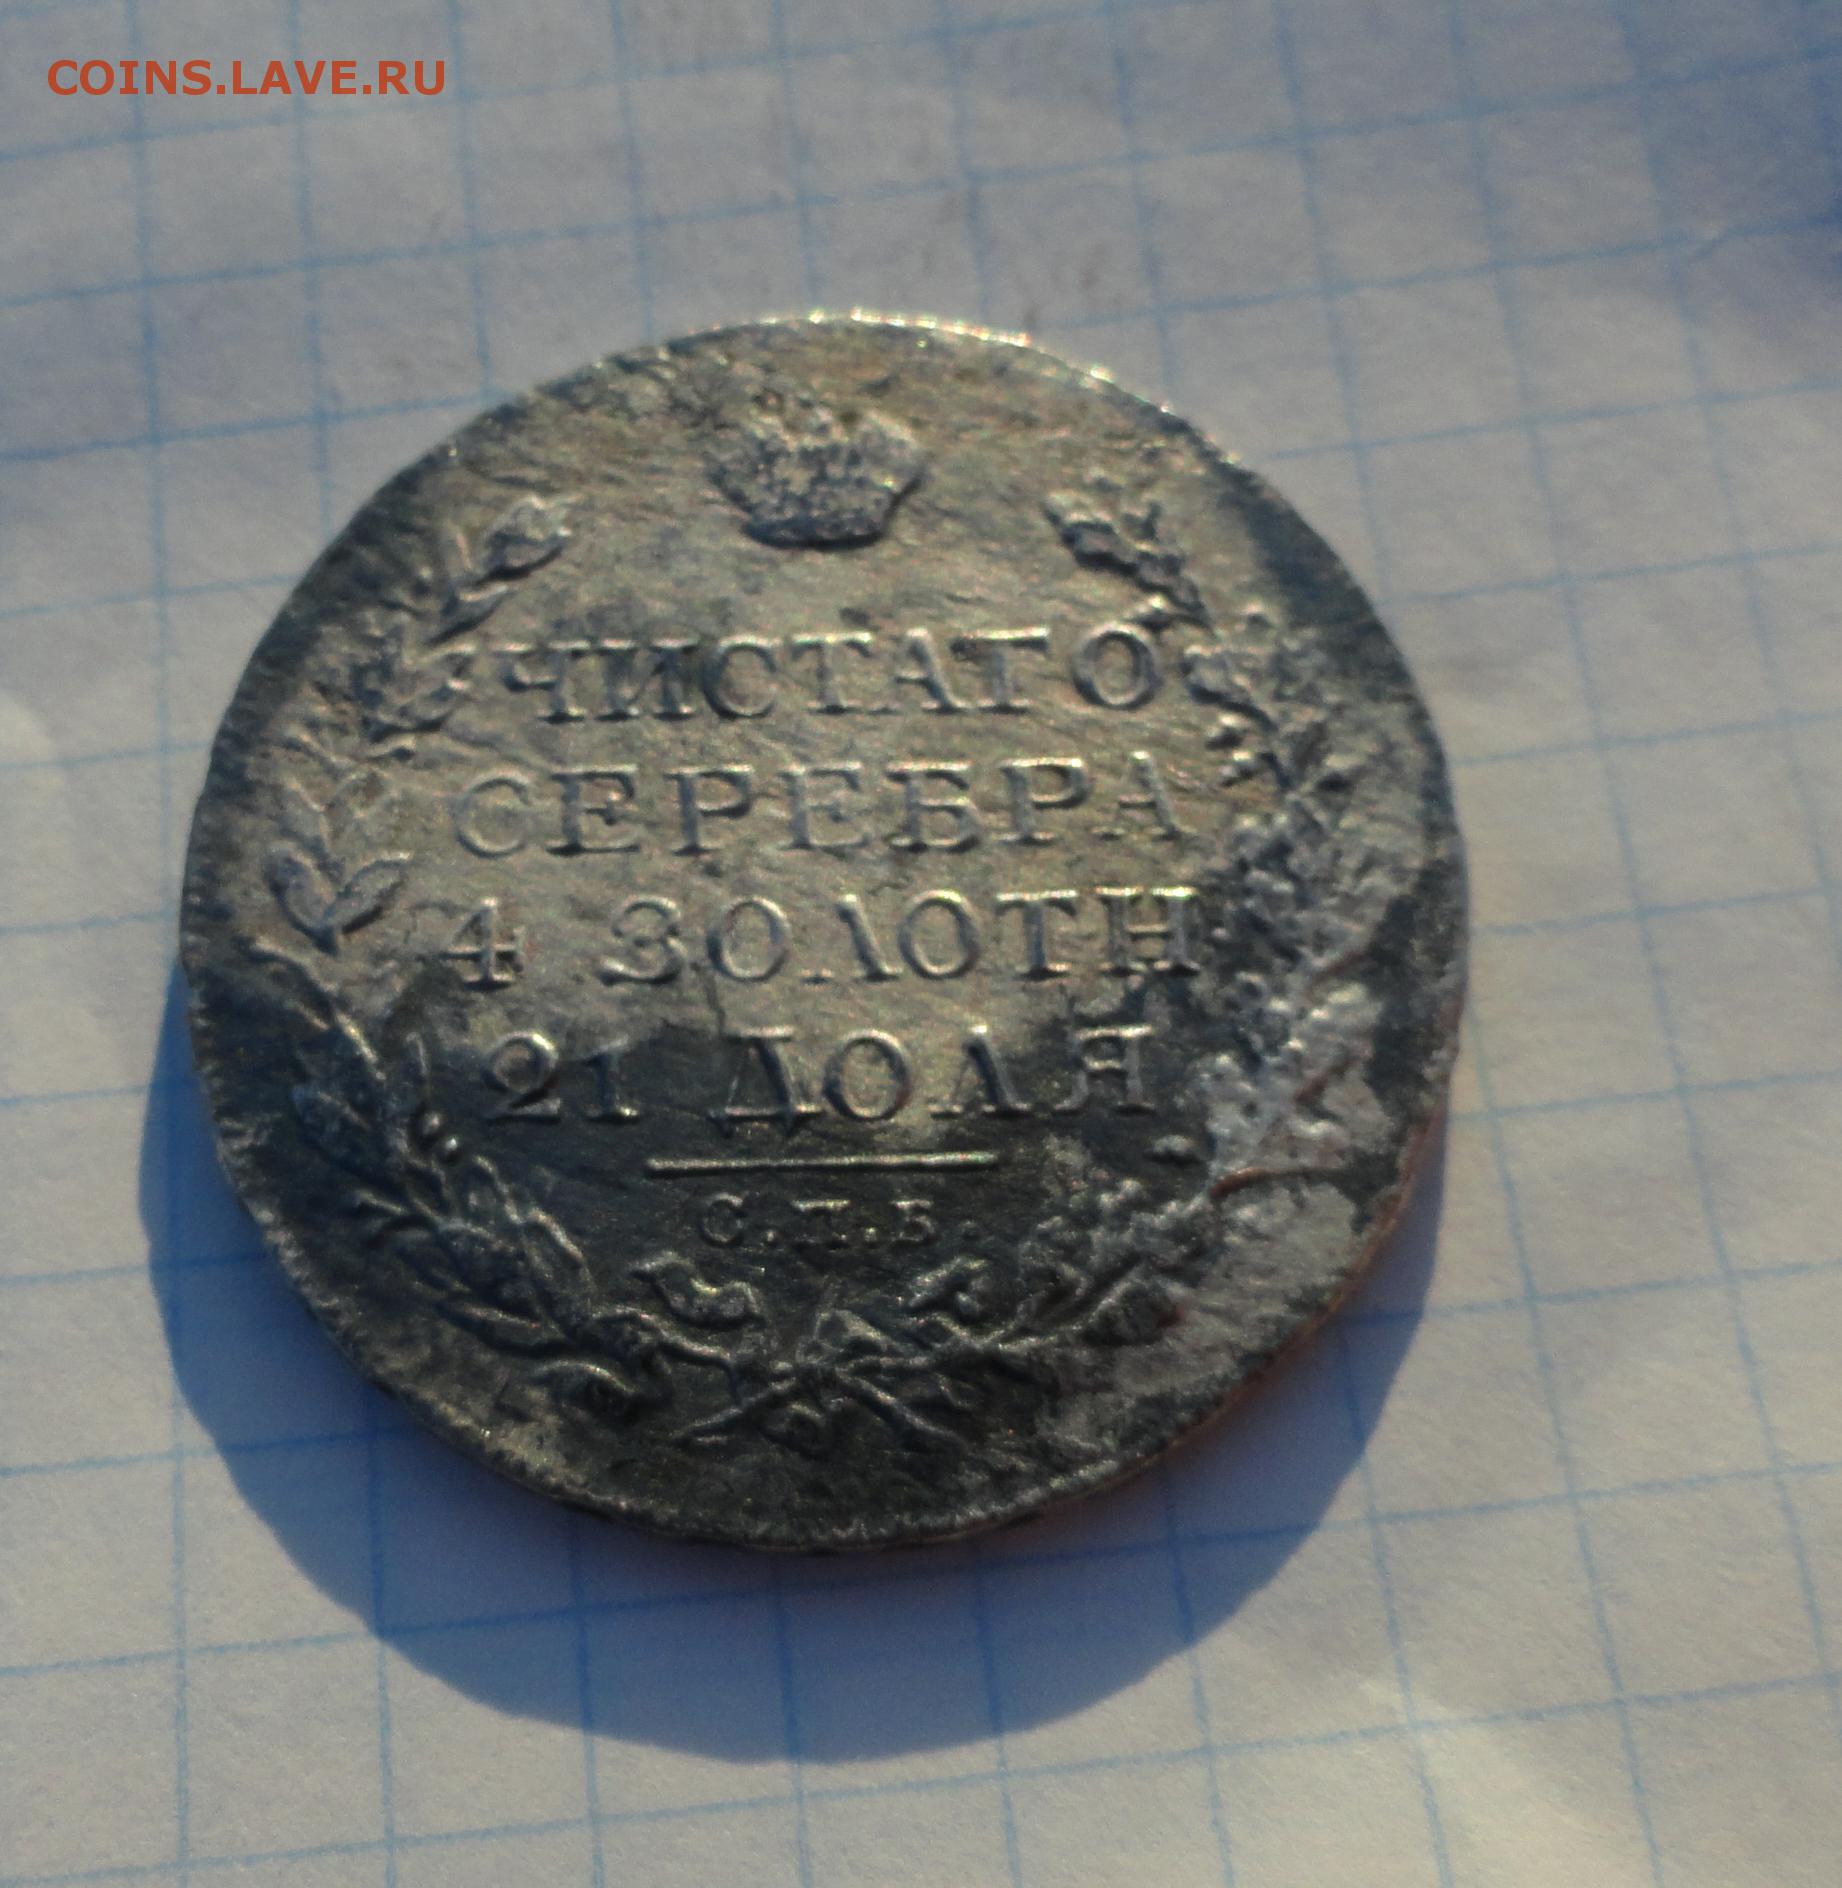 COINS.LAVE.RU
ЧИСТАГО
СЕРЕБРА
4 ЗОЛОТН
21 ДОЛЯ
С.П.Б.